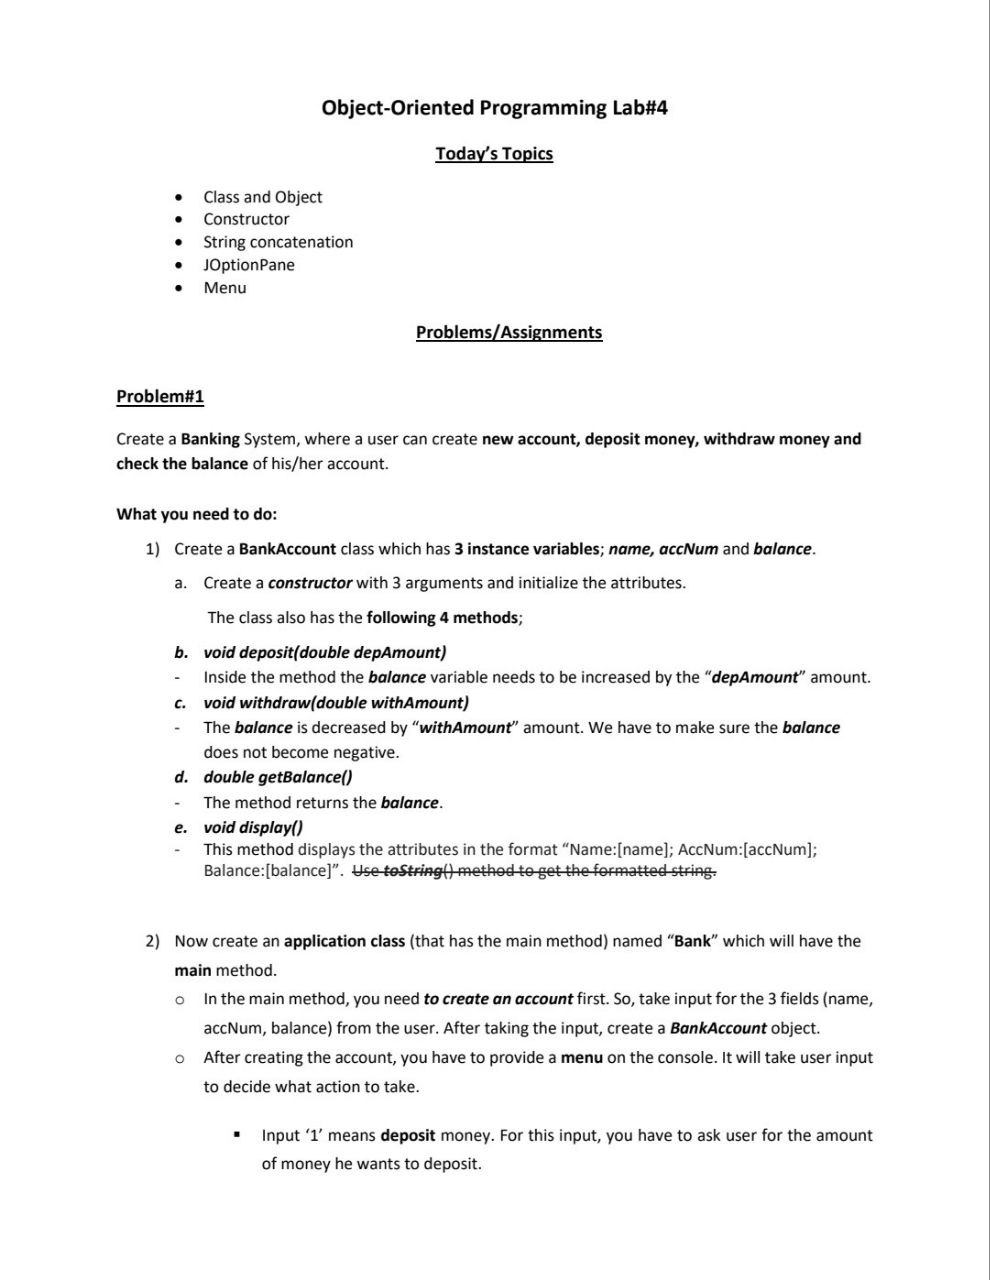 Object-Oriented Programming Lab#4
Today's Topics
• Class and Object
• Constructor
• String concatenation
• JOptionPane
• Menu
Problems/Assignments
Problem#1
Create a Banking System, where a user can create new account, deposit money, withdraw money and
check the balance of his/her account.
What you need to do:
1) Create a BankAccount class which has 3 instance variables; name, accNum and balance.
a. Create a constructor with 3 arguments and initialize the attributes.
The class also has the following 4 methods;
b. void deposit(double depAmount)
- Inside the method the balance variable needs to be increased by the “depAmount” amount.
c. void withdraw(double withAmount)
- The balance is decreased by “withAmount” amount. We have to make sure the balance
does not become negative.
d. double getBalance()
- The method returns the balance.
e. void display()
- This method displays the attributes in the format “Name:[name]; AccNum:[accNum];
Balance:[balance]”. Use toString() method to get the formatted string.
2) Now create an application class (that has the main method) named “Bank” which will have the
main method.
o In the main method, you need to create an account first. So, take input for the 3 fields (name,
accNum, balance) from the user. After taking the input, create a BankAccount object.
o After creating the account, you have to provide a menu on the console. It will take user input
to decide what action to take.
▪ Input ‘1’ means deposit money. For this input, you have to ask user for the amount
of money he wants to deposit.